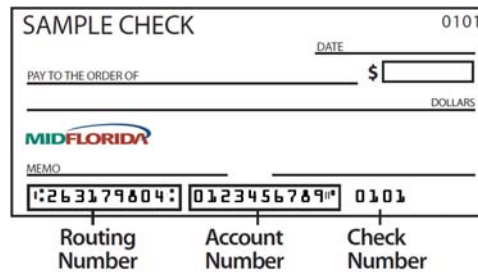 SAMPLE CHECK 0101
DATE
PAY TO THE ORDER OF $
DOLLARS
MIDFLORIDA
MEMO
⑆263179804⑆ 0123456789⑈ 0101
Routing Number Account Number Check Number